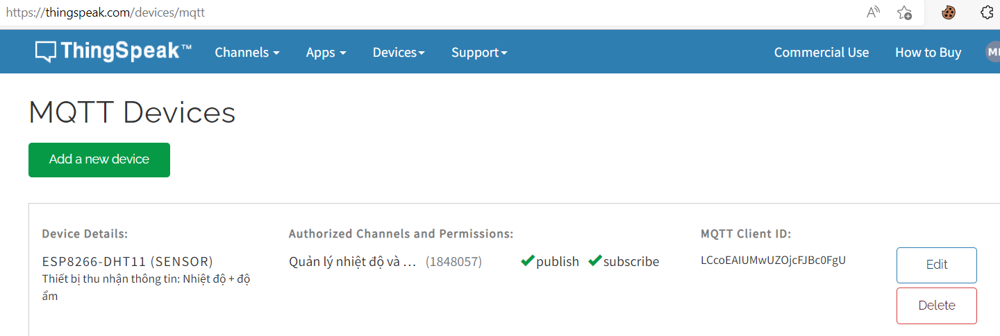 https://thingspeak.com/devices/mqtt
ThingSpeak™ Channels Apps Devices Support Commercial Use How to Buy
MQTT Devices
Add a new device
Device Details: Authorized Channels and Permissions: MQTT Client ID:
ESP8266-DHT11 (SENSOR) Quản lý nhiệt độ và ... (1848057) publish subscribe LCcoEAIUMwUZOjcFJBc0FgU Edit
Thiết bị thu nhận thông tin: Nhiệt độ + độ
ẩm
Delete